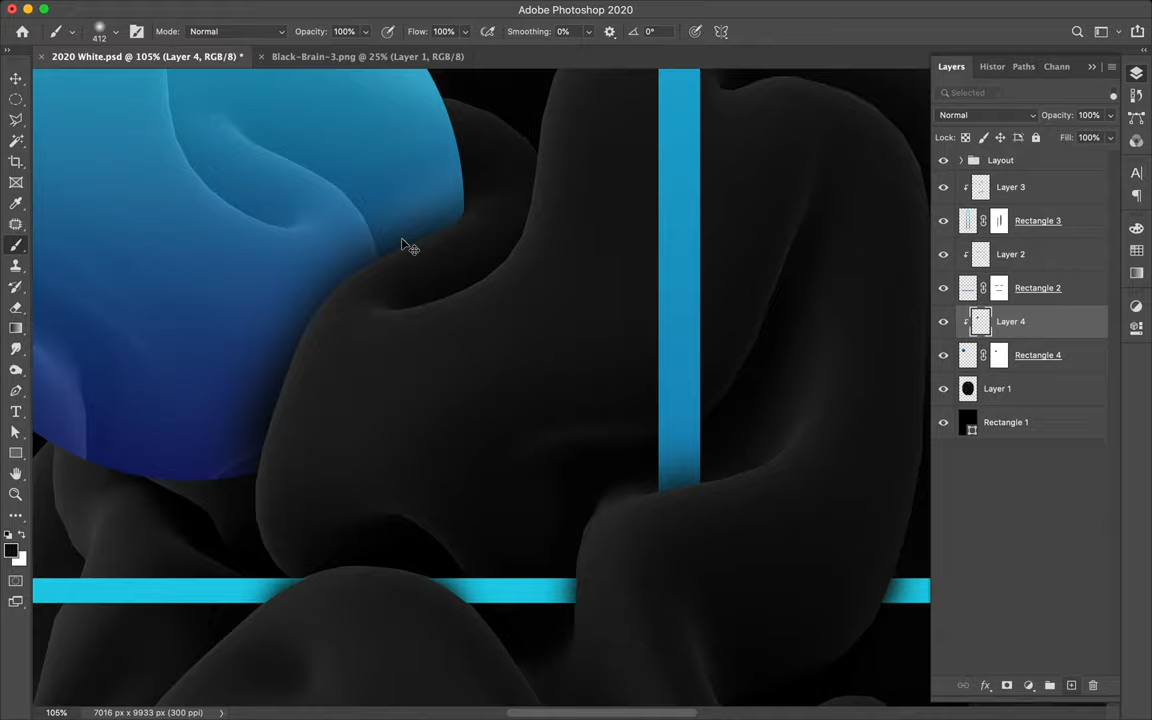 Adobe Photoshop 2020
412
Mode: Normal
Opacity: 100%
Flow: 100%
Smoothing: 0%
0°
2020 White.psd @ 105% (Layer 4, RGB/8) *
Black-Brain-3.png @ 25% (Layer 1, RGB/8)
Layers
Histor
Paths
Chann
Selected
Normal
Opacity: 100%
Lock:
Fill: 100%
Layout
Layer 3
Rectangle 3
Layer 2
Rectangle 2
Layer 4
Rectangle 4
Layer 1
Rectangle 1
fx
105%
7016 px x 9933 px (300 ppi)